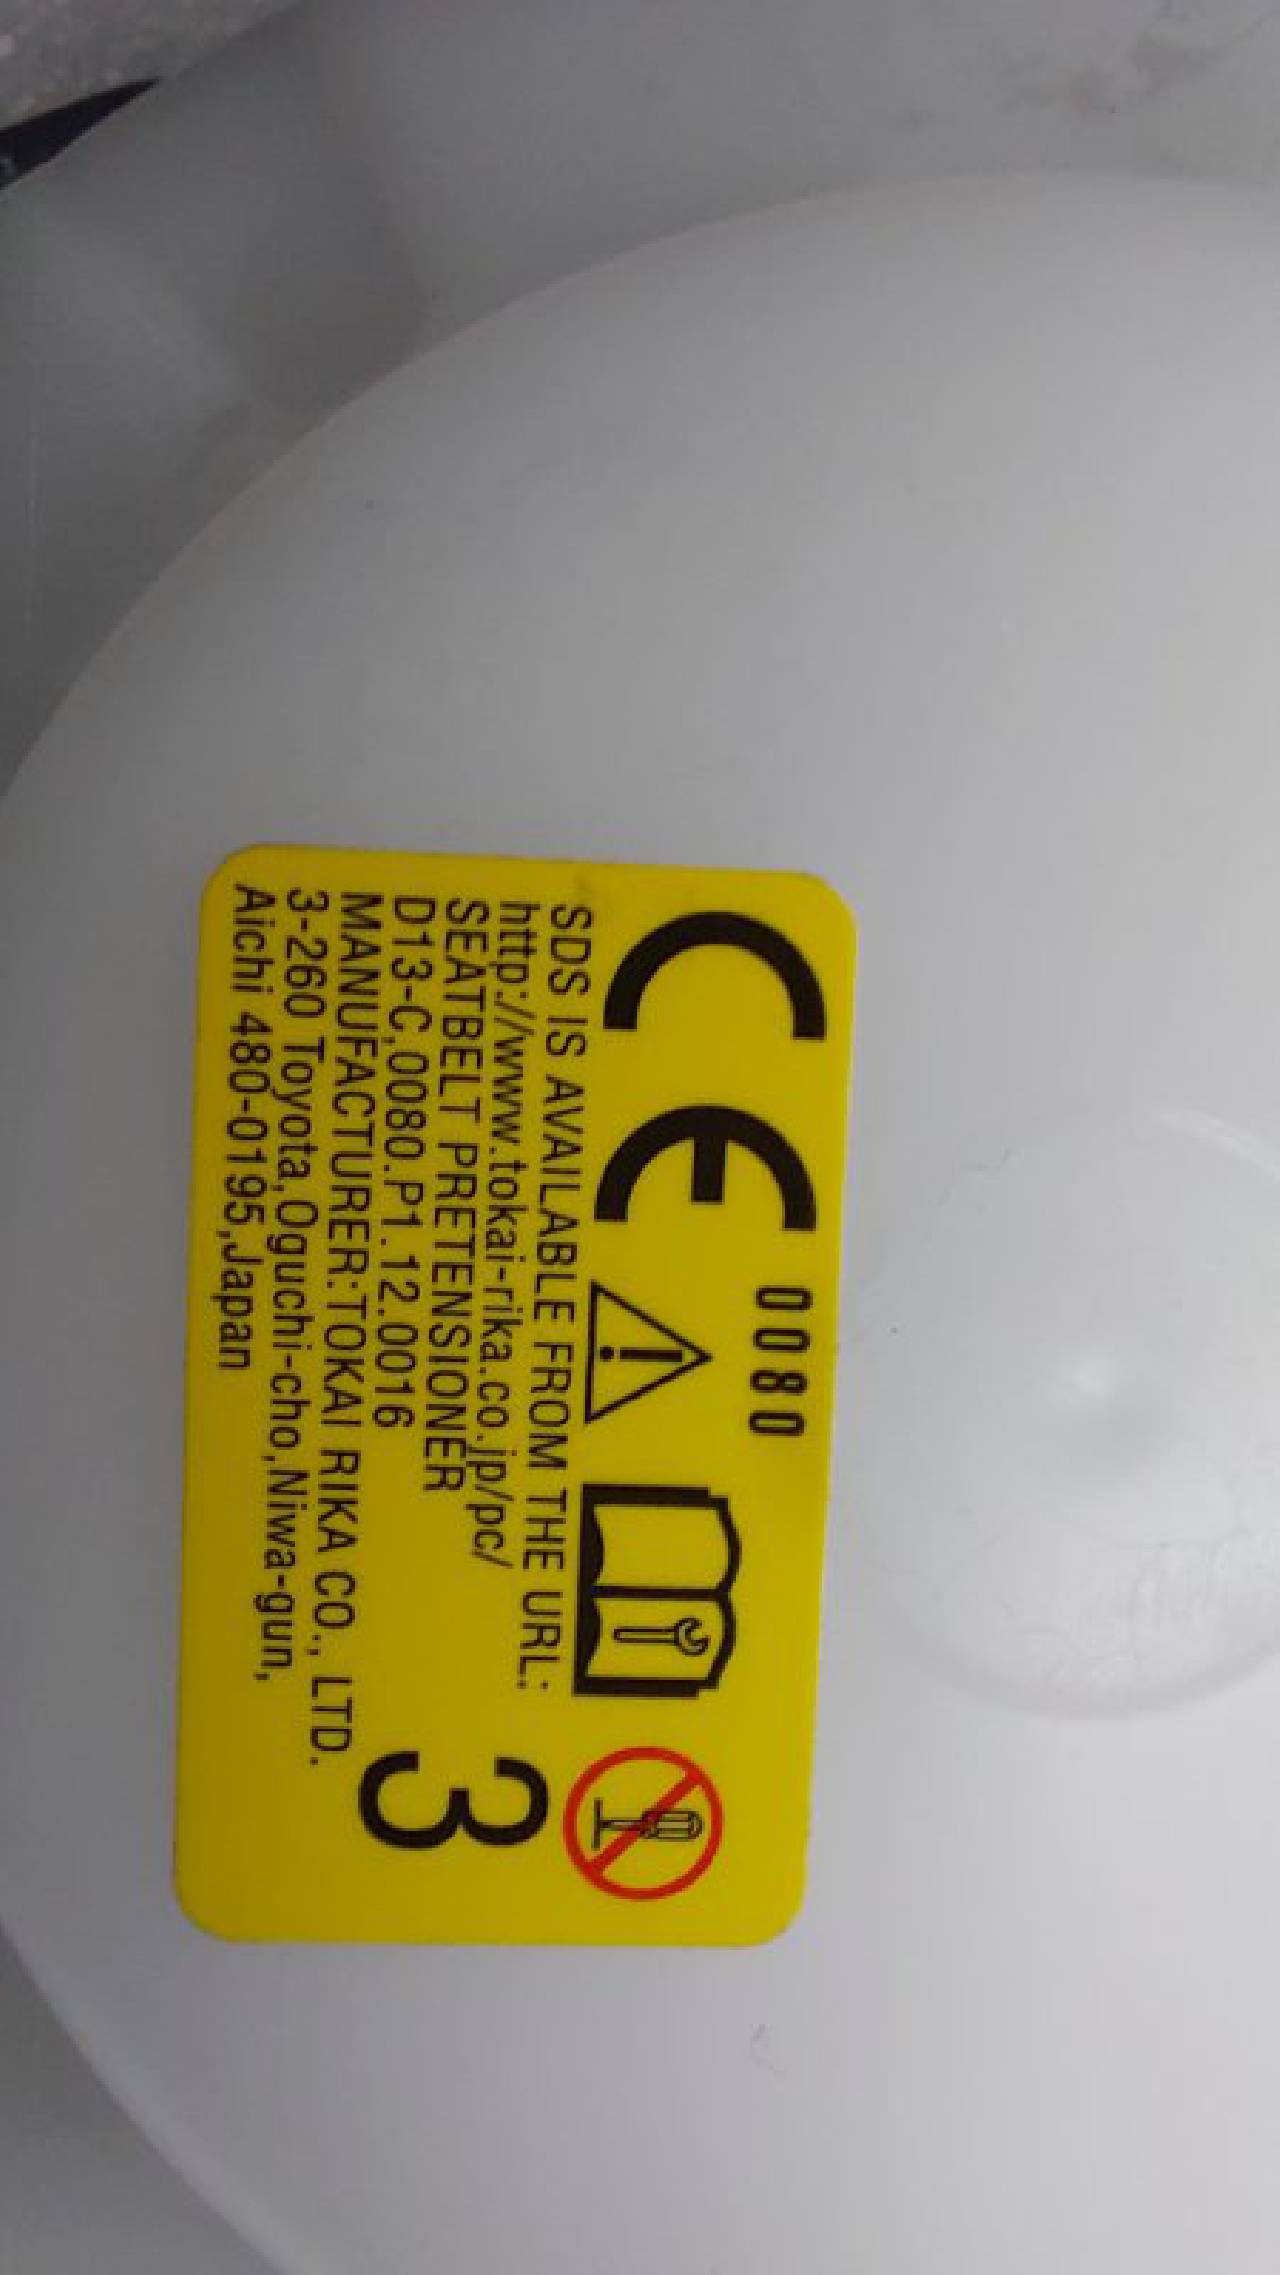 CE 0080
SDS IS AVAILABLE FROM THE URL:
http://www.tokai-rika.co.jp/pc/
SEATBELT PRETENSIONER
D13-C,0080.P1.12.0016
3
MANUFACTURER:TOKAI RIKA CO., LTD.
3-260 Toyota,Oguchi-cho,Niwa-gun,
Aichi 480-0195,Japan